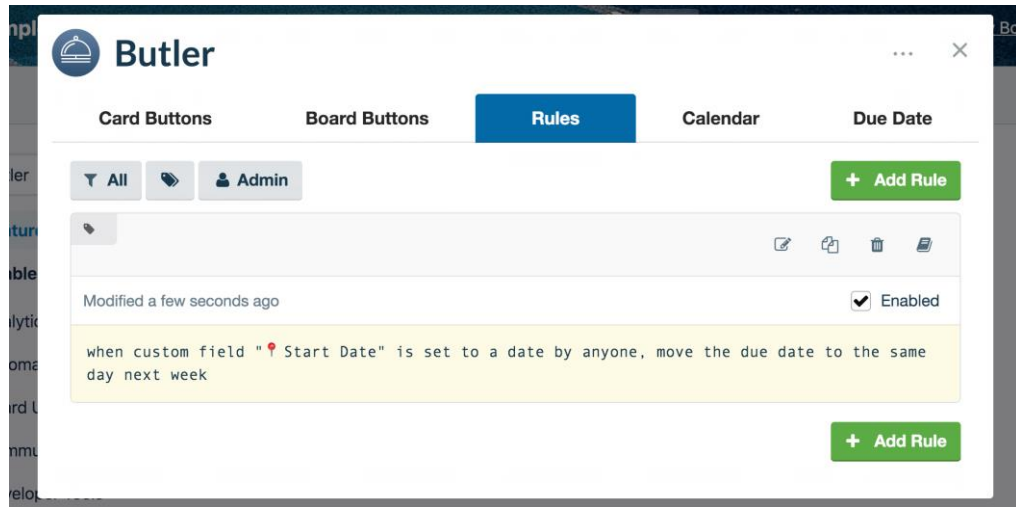 Butler
Card Buttons Board Buttons Rules Calendar Due Date
All Admin + Add Rule
Modified a few seconds ago Enabled
when custom field "📍Start Date" is set to a date by anyone, move the due date to the same
day next week
+ Add Rule